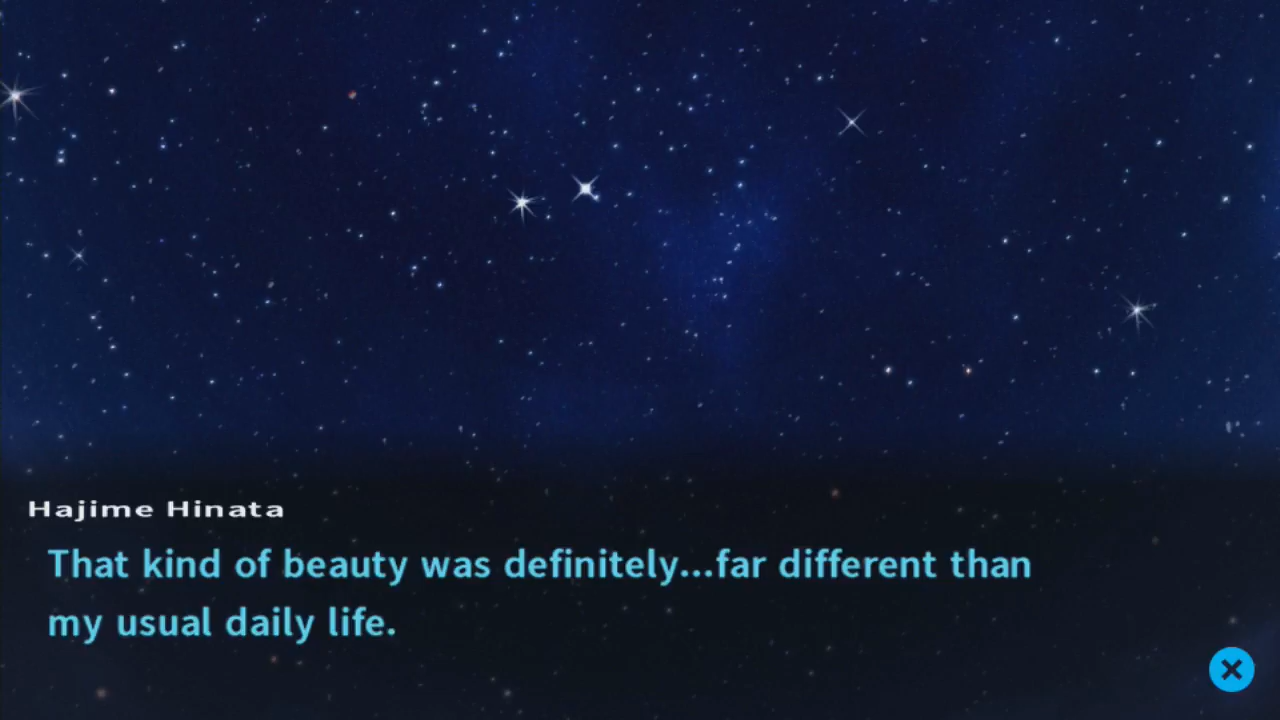 Hajime Hinata
That kind of beauty was definitely...far different than
my usual daily life.